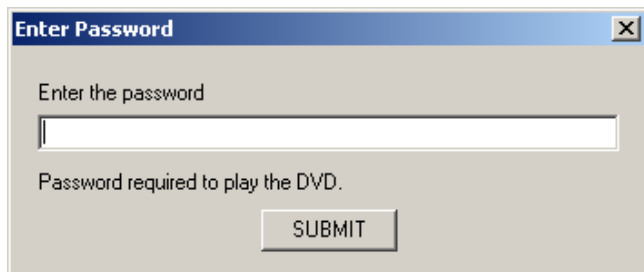 Enter Password
Enter the password
Password required to play the DVD.
SUBMIT